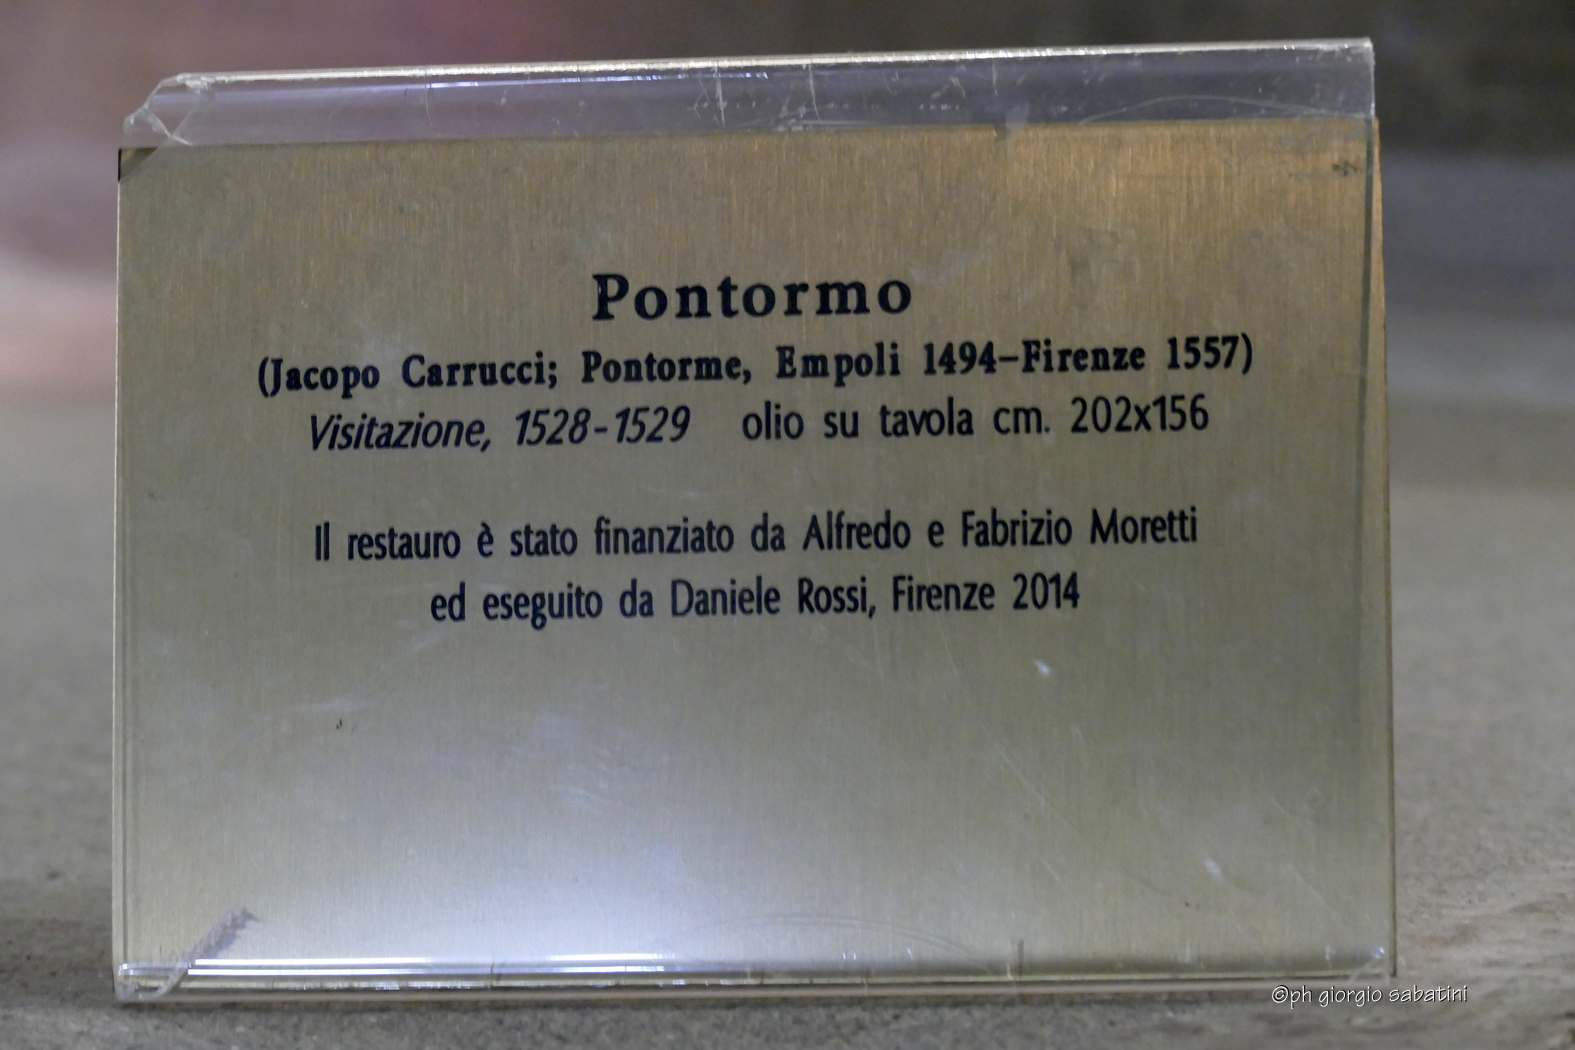 Pontormo
(Jacopo Carrucci; Pontorme, Empoli 1494–Firenze 1557)
Visitazione, 1528-1529 olio su tavola cm. 202x156
Il restauro è stato finanziato da Alfredo e Fabrizio Moretti
ed eseguito da Daniele Rossi, Firenze 2014
©ph giorgio sabatini